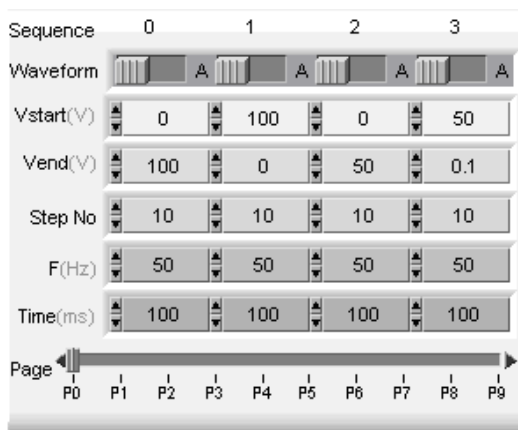 Sequence 0 1 2 3
Waveform A A A A
Vstart(V) 0 100 0 50
Vend(V) 100 0 50 0.1
Step No 10 10 10 10
F(Hz) 50 50 50 50
Time(ms) 100 100 100 100
Page
P0 P1 P2 P3 P4 P5 P6 P7 P8 P9